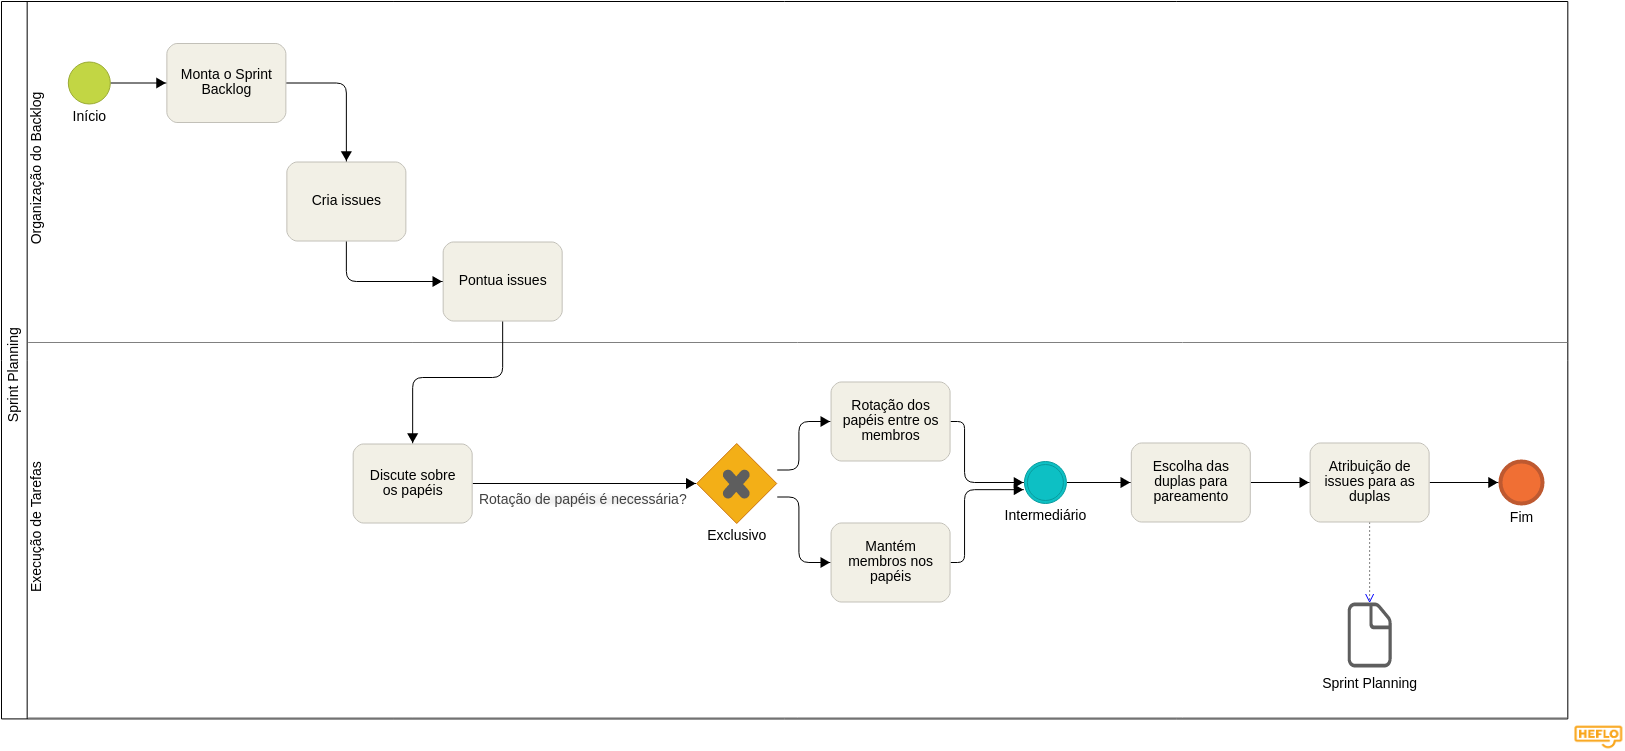 Sprint Planning
Organização do Backlog
Início
Monta o Sprint
Backlog
Cria issues
Pontua issues
Execução de Tarefas
Discute sobre
os papéis
Rotação de papéis é necessária?
Exclusivo
Rotação dos
papéis entre os
membros
Mantém
membros nos
papéis
Intermediário
Escolha das
duplas para
pareamento
Atribuição de
issues para as
duplas
Fim
Sprint Planning
HEFLO